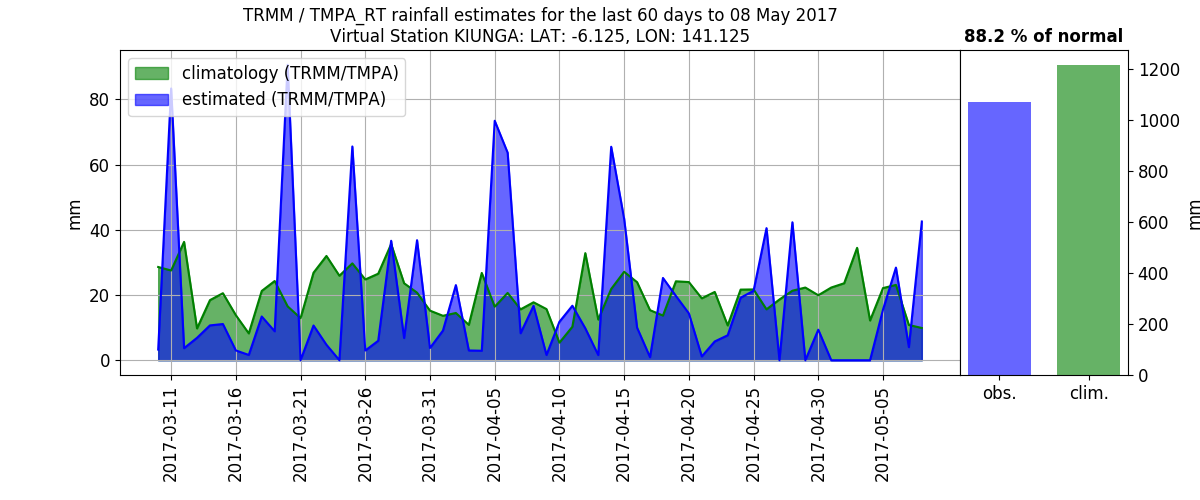 TRMM / TMPA_RT rainfall estimates for the last 60 days to 08 May 2017
Virtual Station KIUNGA: LAT: -6.125, LON: 141.125
88.2 % of normal
climatology (TRMM/TMPA)
estimated (TRMM/TMPA)
mm
80
60
40
20
0
2017-03-11
2017-03-16
2017-03-21
2017-03-26
2017-03-31
2017-04-05
2017-04-10
2017-04-15
2017-04-20
2017-04-25
2017-04-30
2017-05-05
1200
1000
800
600
400
200
0
mm
obs.
clim.